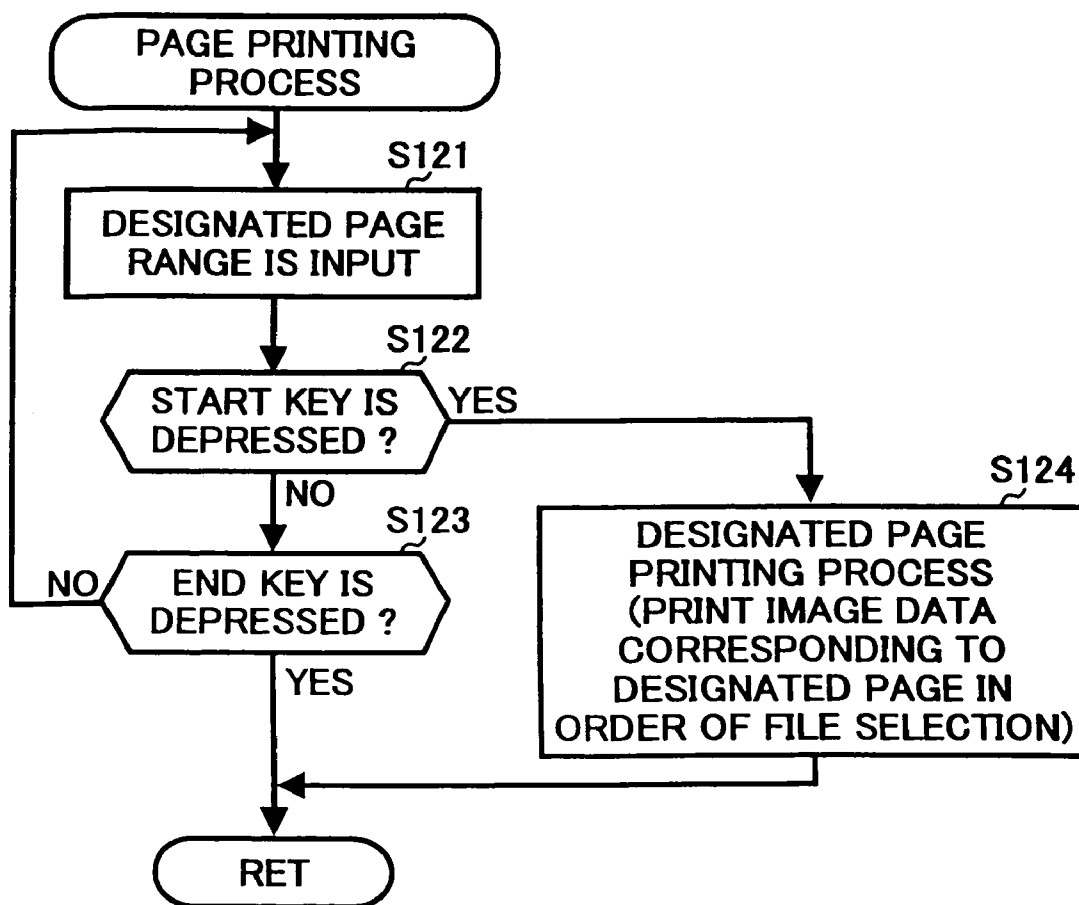 PAGE PRINTING
PROCESS
S121
DESIGNATED PAGE
RANGE IS INPUT
S122
START KEY IS
DEPRESSED ?
YES
NO
S123
END KEY IS
DEPRESSED ?
NO
YES
S124
DESIGNATED PAGE
PRINTING PROCESS
(PRINT IMAGE DATA
CORRESPONDING TO
DESIGNATED PAGE IN
ORDER OF FILE SELECTION)
RET